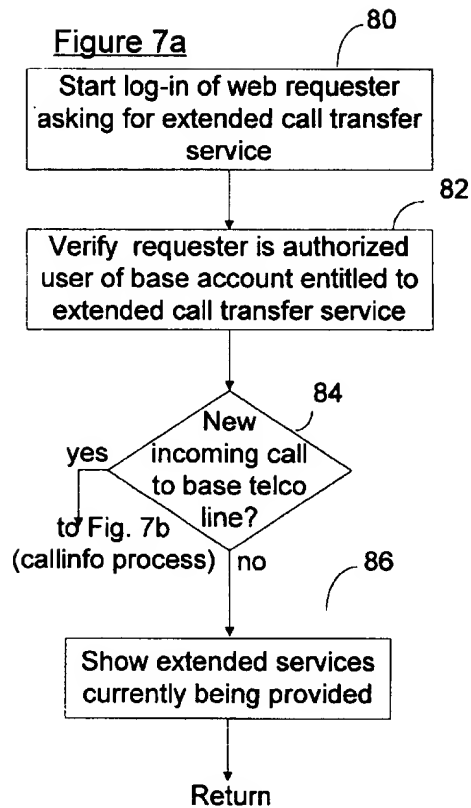 80
Figure 7a
Start log-in of web requester
asking for extended call transfer
service
82
Verify requester is authorized
user of base account entitled to
extended call transfer service
84
New
incoming call
to base telco
line?
yes
to Fig. 7b
(callinfo process)
no
86
Show extended services
currently being provided
Return